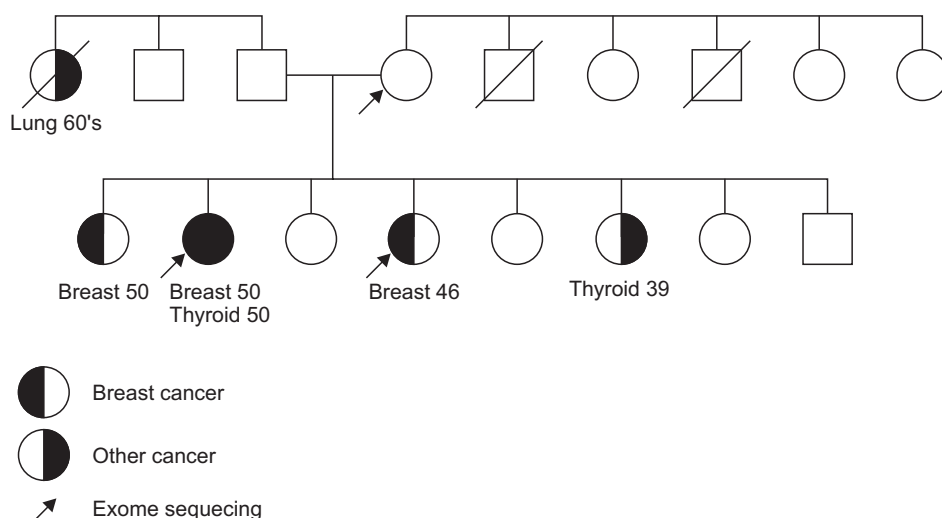 Lung 60's
Breast 50
Breast 50
Thyroid 50
Breast 46
Thyroid 39
Breast cancer
Other cancer
Exome sequecing